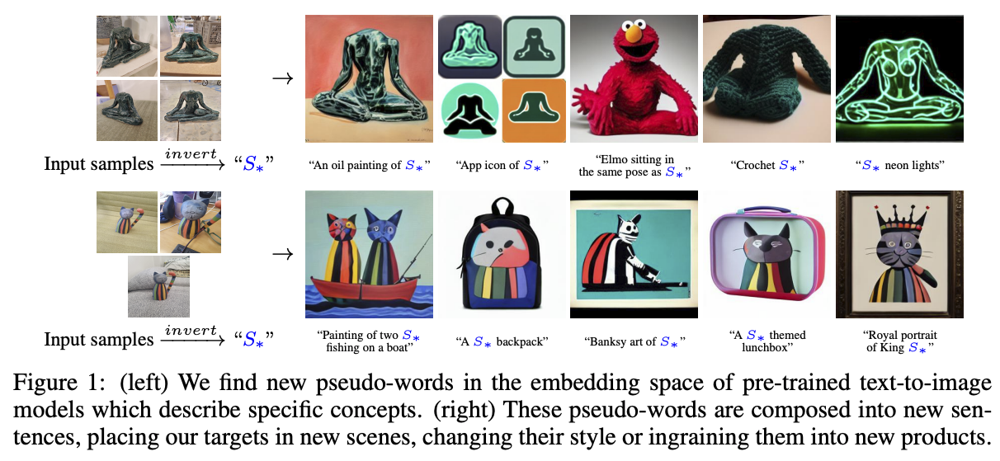 Input samples invert → “S*”
“An oil painting of S*”
“App icon of S*”
“Elmo sitting in
the same pose as S*”
“Crochet S*”
“S* neon lights”
Input samples invert → “S*”
“Painting of two S*
fishing on a boat”
“A S* backpack”
“Banksy art of S*”
“A S* themed
lunchbox”
“Royal portrait
of King S*”
Figure 1: (left) We find new pseudo-words in the embedding space of pre-trained text-to-image
models which describe specific concepts. (right) These pseudo-words are composed into new sen-
tences, placing our targets in new scenes, changing their style or ingraining them into new products.